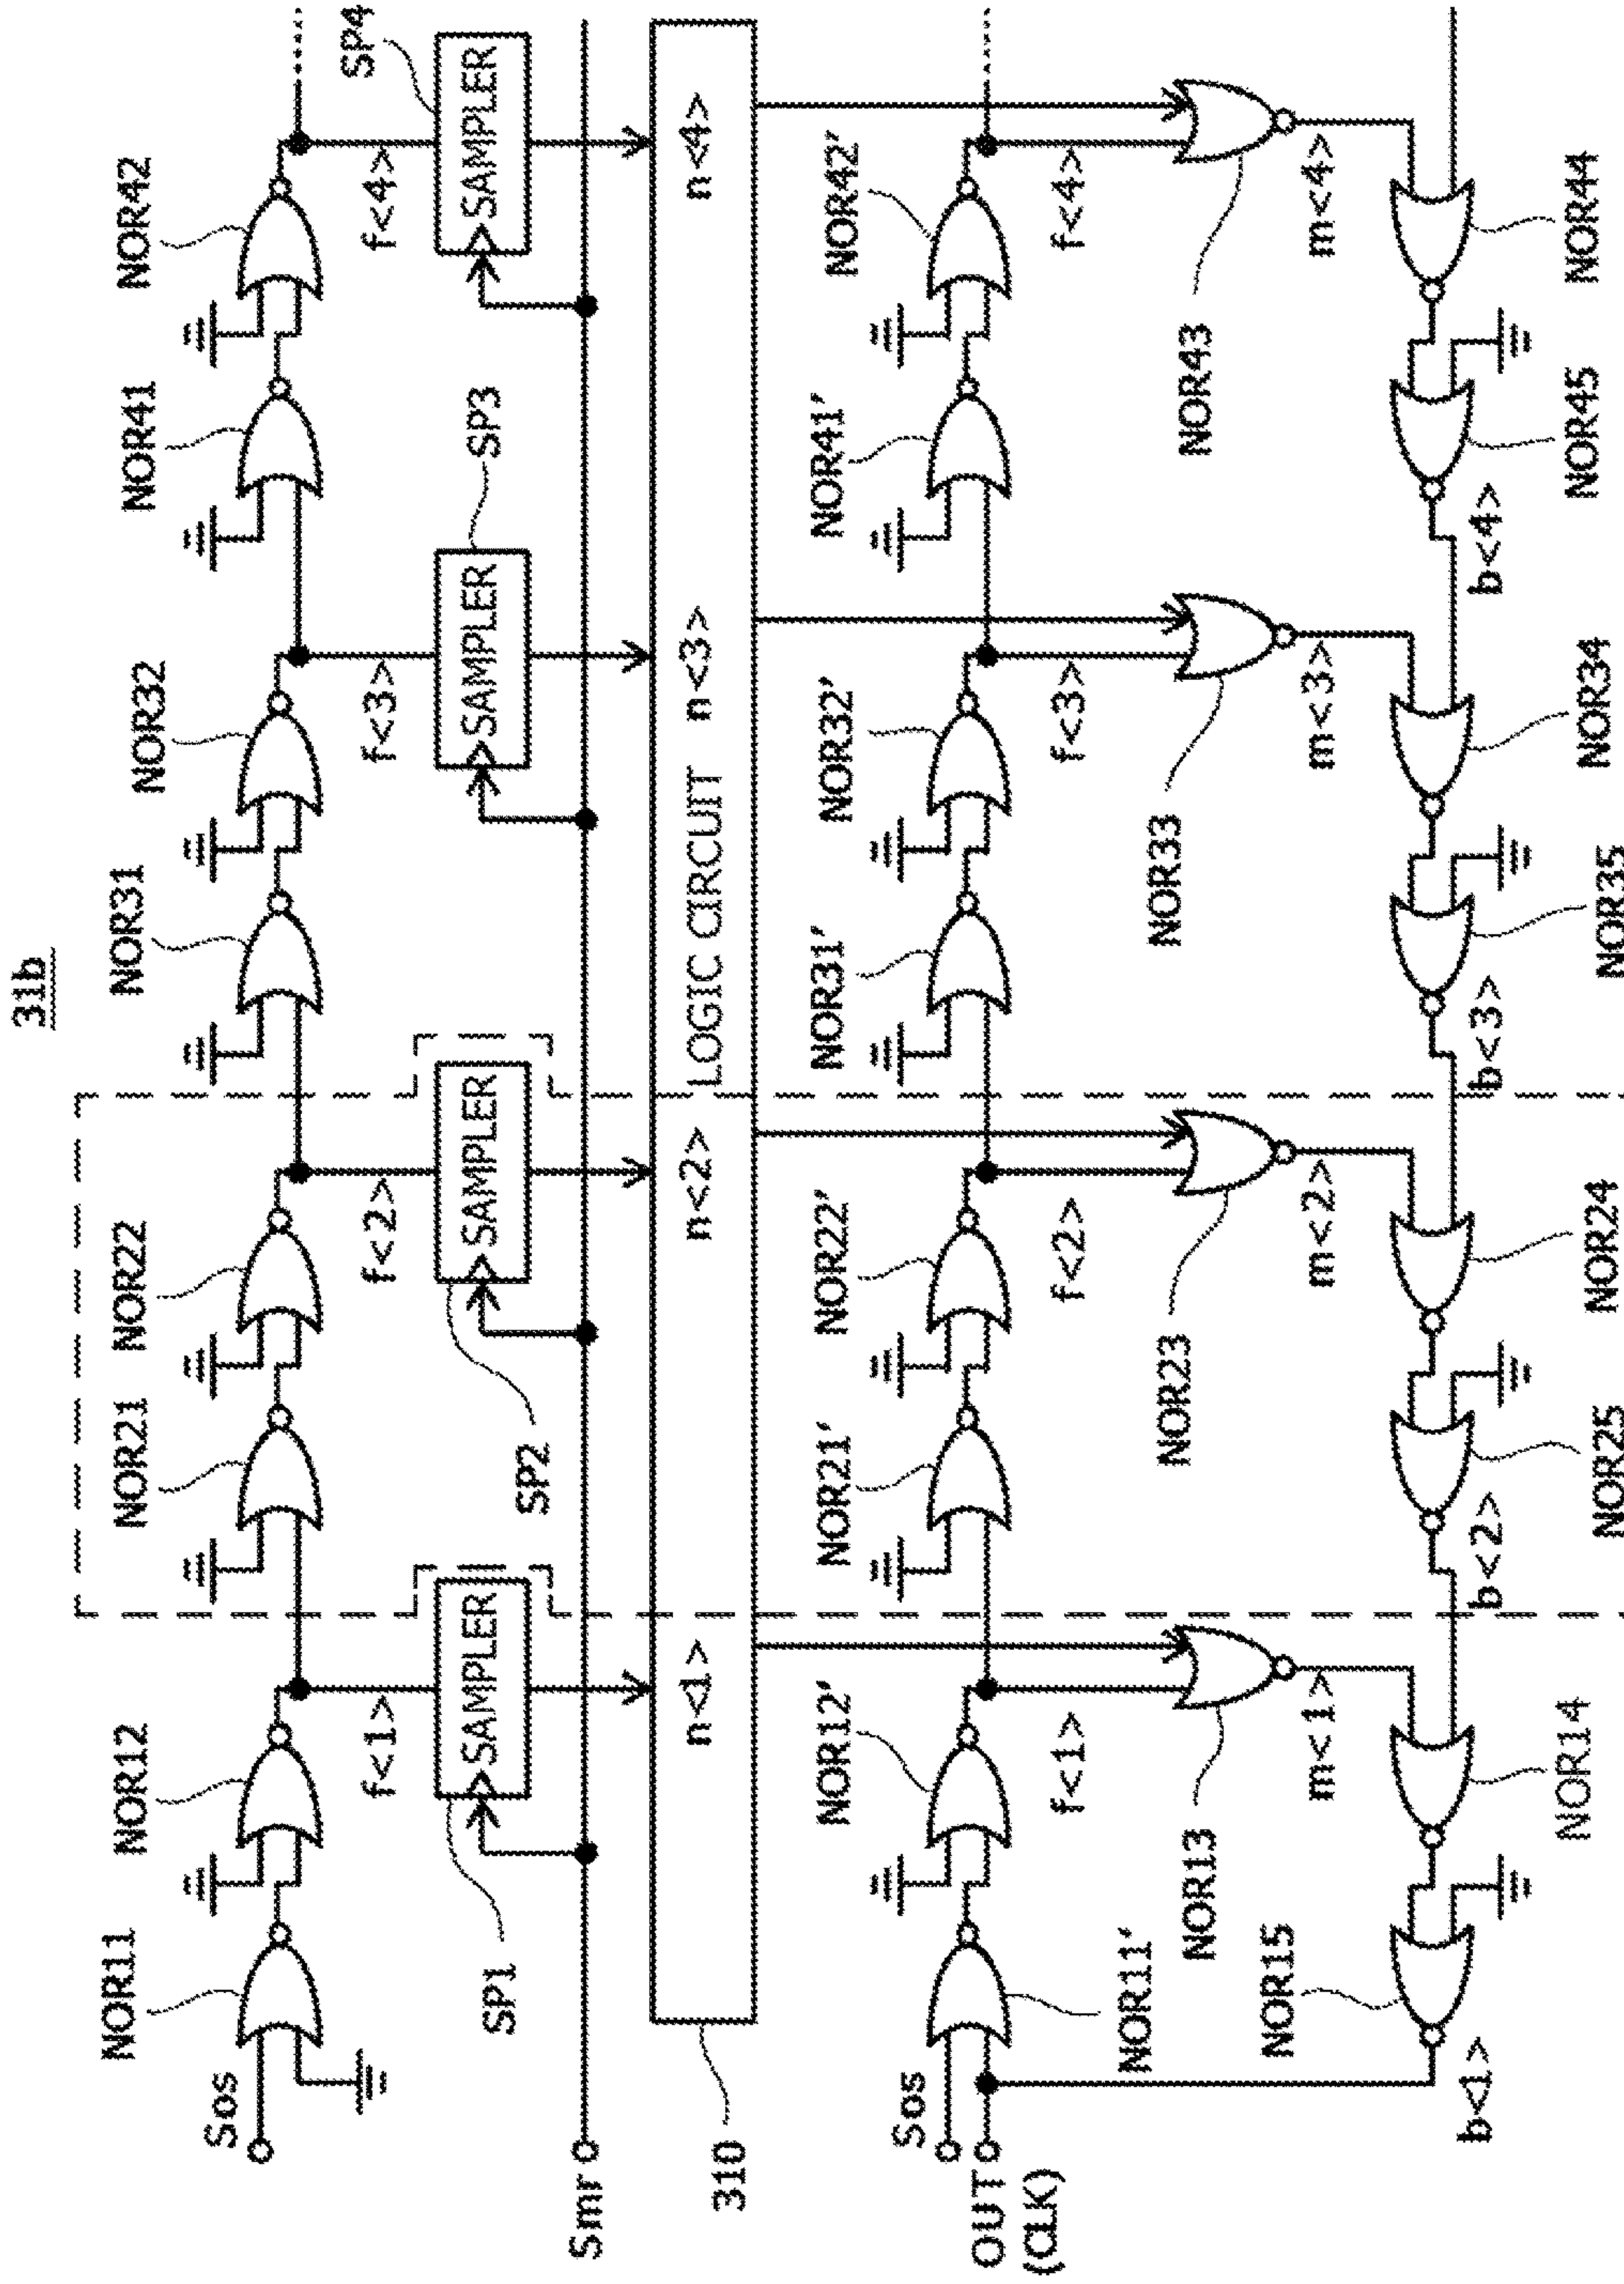 31b
NOR11
NOR12
NOR21
NOR22
NOR31
NOR32
NOR41
NOR42
Sos
f<1>
f<2>
f<3>
f<4>
SAMPLER
SAMPLER
SAMPLER
SAMPLER
SP1
SP2
SP3
SP4
Smr
n<1>
n<2>
LOGIC CIRCUIT
n<3>
n<4>
310
NOR12'
NOR21'
NOR22'
NOR31'
NOR32'
NOR41'
NOR42'
Sos
OUT
(CLK)
f<1>
f<2>
f<3>
f<4>
NOR11'
NOR13
NOR23
NOR33
NOR43
NOR15
m<1>
m<2>
m<3>
m<4>
b<1>
b<2>
b<3>
b<4>
NOR14
NOR25
NOR24
NOR35
NOR34
NOR45
NOR44